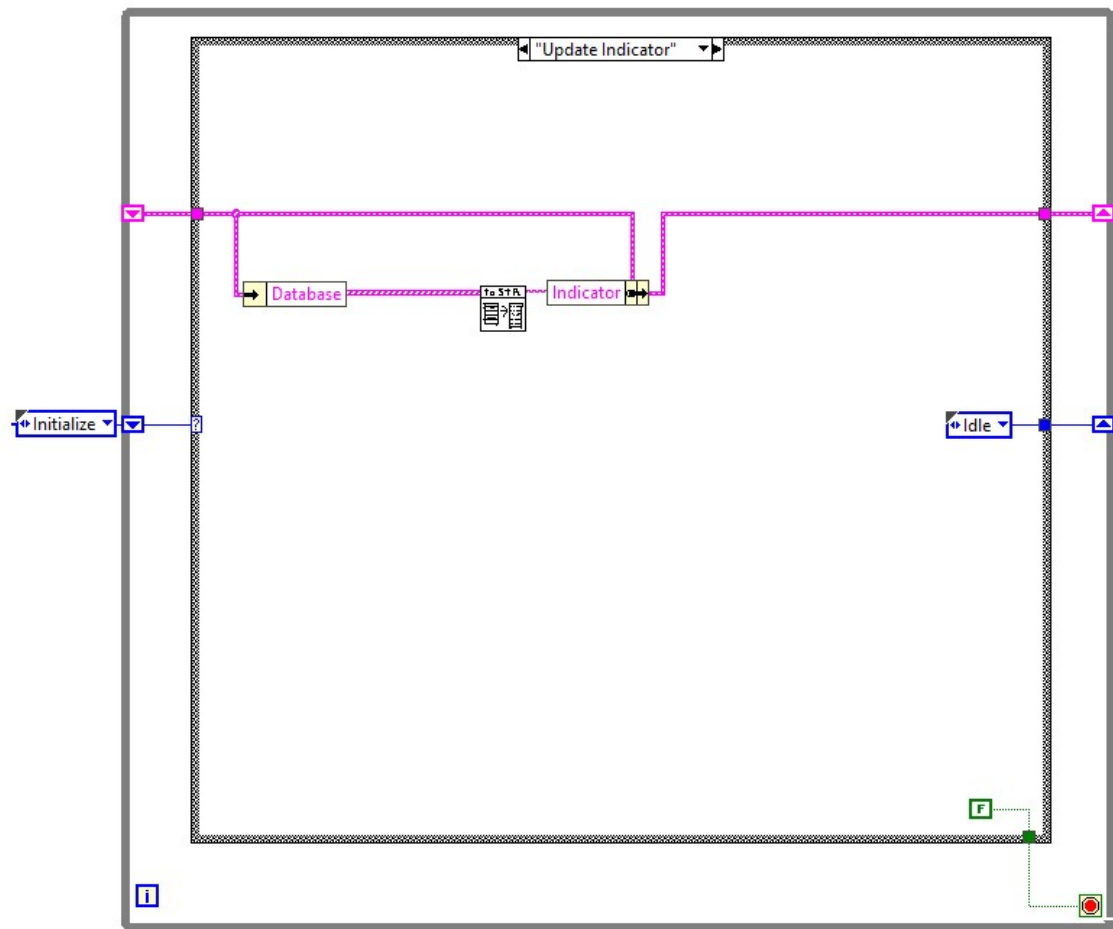 "Update Indicator"
Database
to STR
Indicator
?
Initialize
?
Idle
F
i